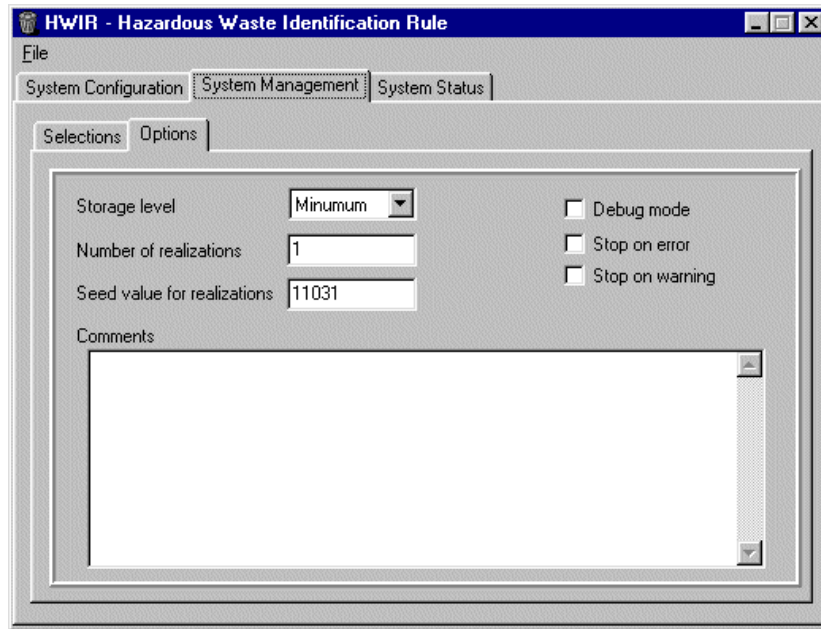 HWIR - Hazardous Waste Identification Rule
File
System Configuration System Management System Status
Selections Options
Storage level Minumum Debug mode
Number of realizations 1 Stop on error
Seed value for realizations 11031 Stop on warning
Comments